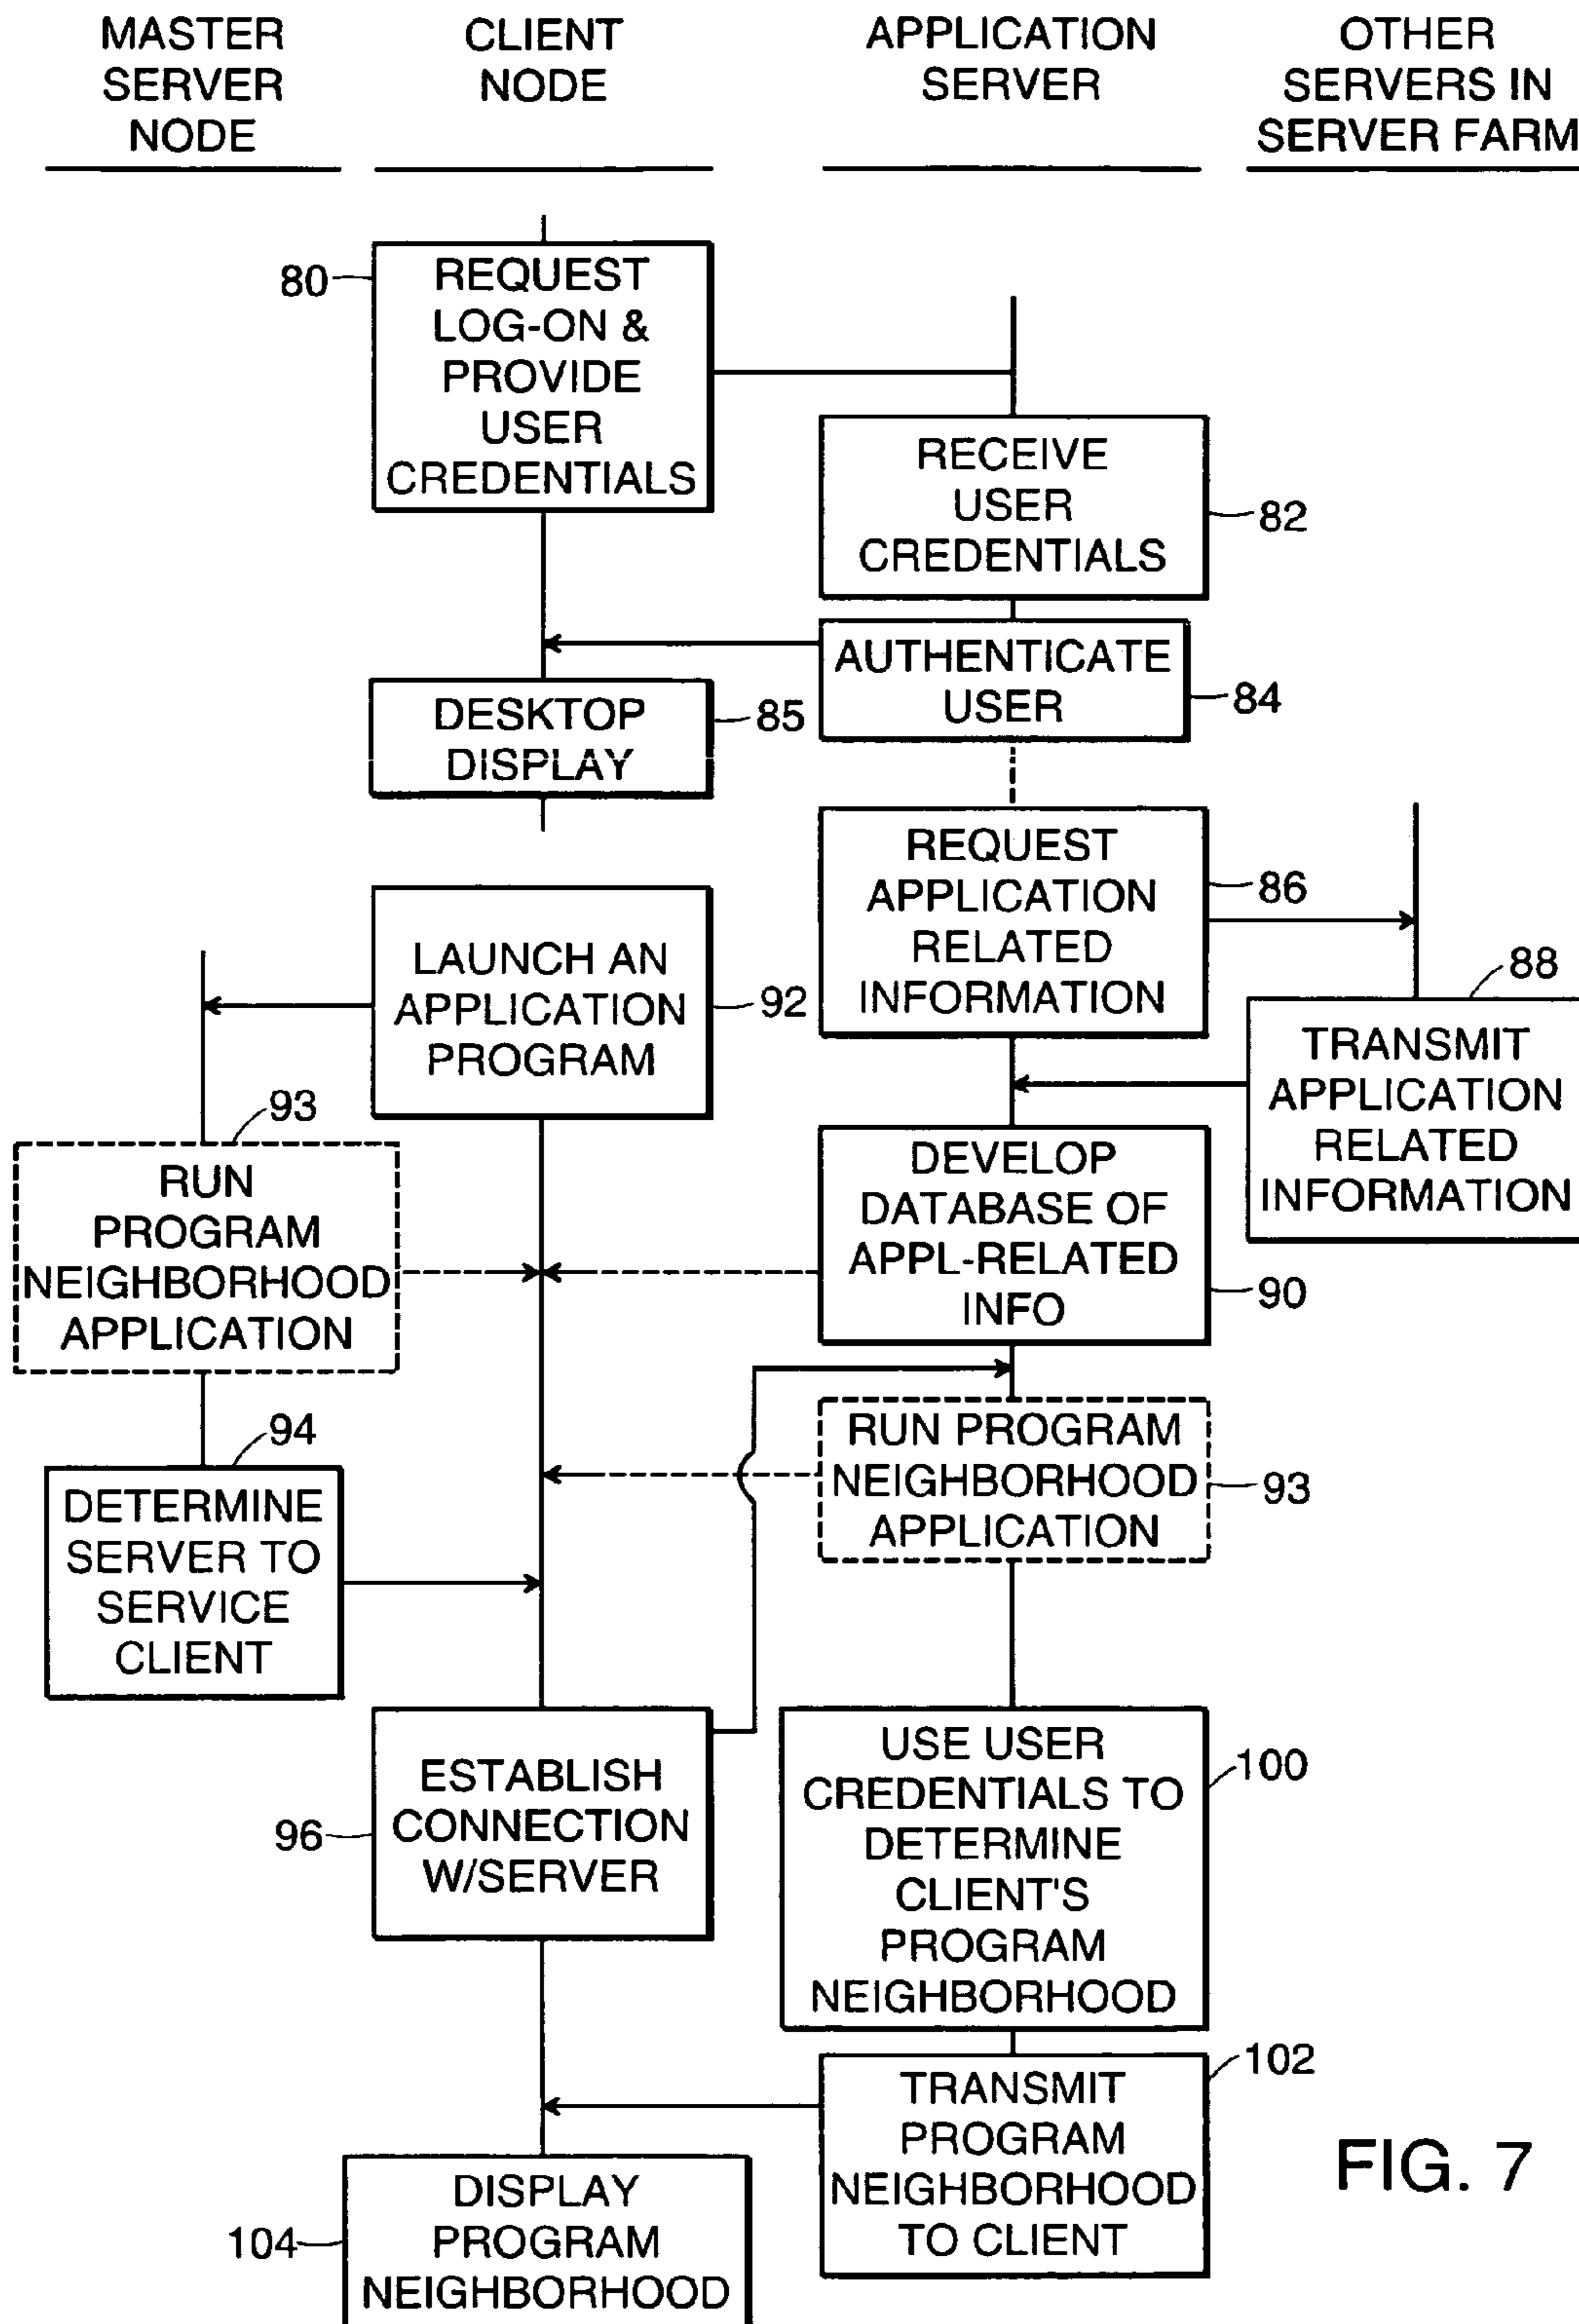 MASTER
SERVER
NODE
CLIENT
NODE
APPLICATION
SERVER
OTHER
SERVERS IN
SERVER FARM
80
REQUEST
LOG-ON &
PROVIDE
USER
CREDENTIALS
RECEIVE
USER
CREDENTIALS
82
AUTHENTICATE
USER
84
DESKTOP
DISPLAY
85
REQUEST
APPLICATION
RELATED
INFORMATION
86
88
TRANSMIT
APPLICATION
RELATED
INFORMATION
LAUNCH AN
APPLICATION
PROGRAM
92
93
RUN
PROGRAM
NEIGHBORHOOD
APPLICATION
DEVELOP
DATABASE OF
APPL-RELATED
INFO
90
RUN PROGRAM
NEIGHBORHOOD
APPLICATION
93
94
DETERMINE
SERVER TO
SERVICE
CLIENT
96
ESTABLISH
CONNECTION
W/SERVER
USE USER
CREDENTIALS TO
DETERMINE
CLIENT'S
PROGRAM
NEIGHBORHOOD
100
TRANSMIT
PROGRAM
NEIGHBORHOOD
TO CLIENT
102
104
DISPLAY
PROGRAM
NEIGHBORHOOD
FIG. 7